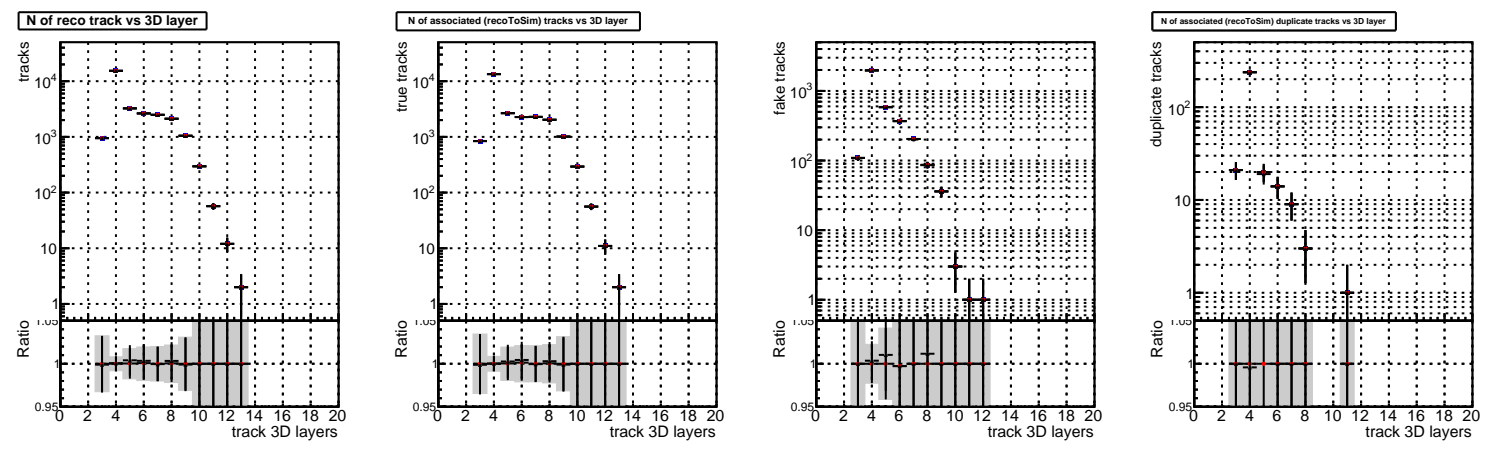 N of reco track vs 3D layer
tracks
10⁴
10³
10²
10
1
Ratio
1.05
1
0.95
0 2 4 6 8 10 12 14 16 18 20
track 3D layers
N of associated (recoToSim) tracks vs 3D layer
true tracks
10⁴
10³
10²
10
1
Ratio
1.05
1
0.95
0 2 4 6 8 10 12 14 16 18 20
track 3D layers
fake tracks
10³
10²
10
1
Ratio
1.05
1
0.95
0 2 4 6 8 10 12 14 16 18 20
track 3D layers
N of associated (recoToSim) duplicate tracks vs 3D layer
duplicate tracks
10²
10
1
Ratio
1.05
1
0.95
0 2 4 6 8 10 12 14 16 18 20
track 3D layers